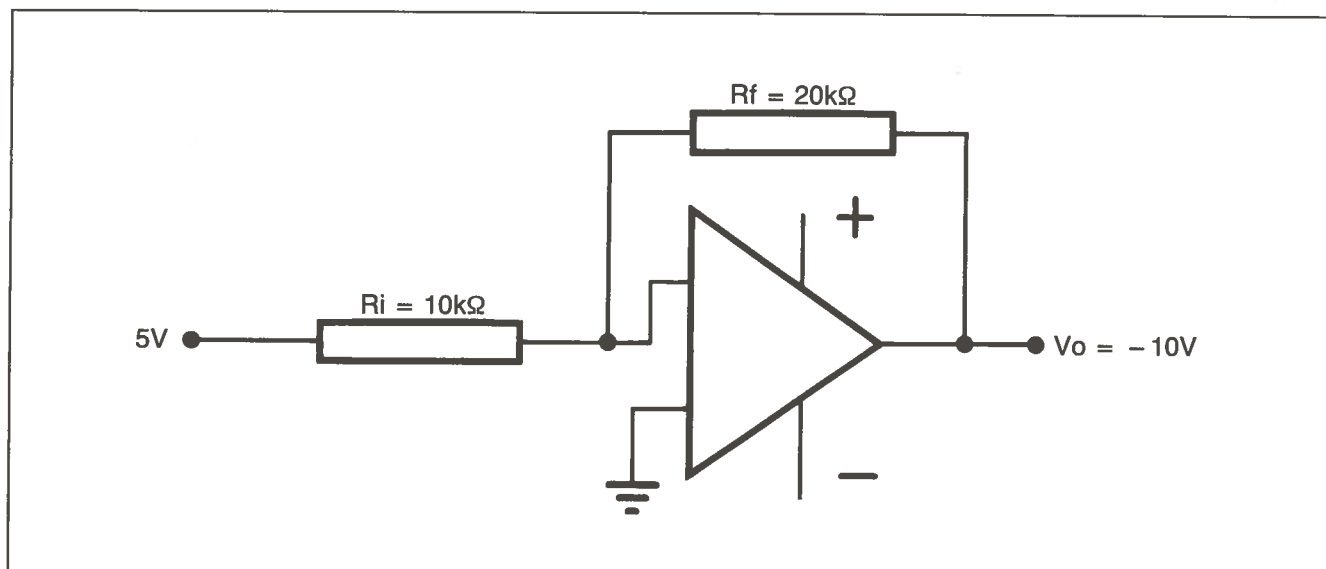 Rf = 20kΩ
+
Ri = 10kΩ
5V
Vo = -10V
-